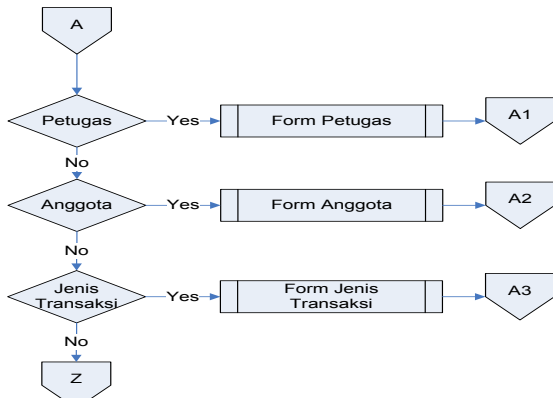 A
Petugas
Yes
Form Petugas
A1
No
Anggota
Yes
Form Anggota
A2
No
Jenis
Transaksi
Yes
Form Jenis
Transaksi
A3
No
Z